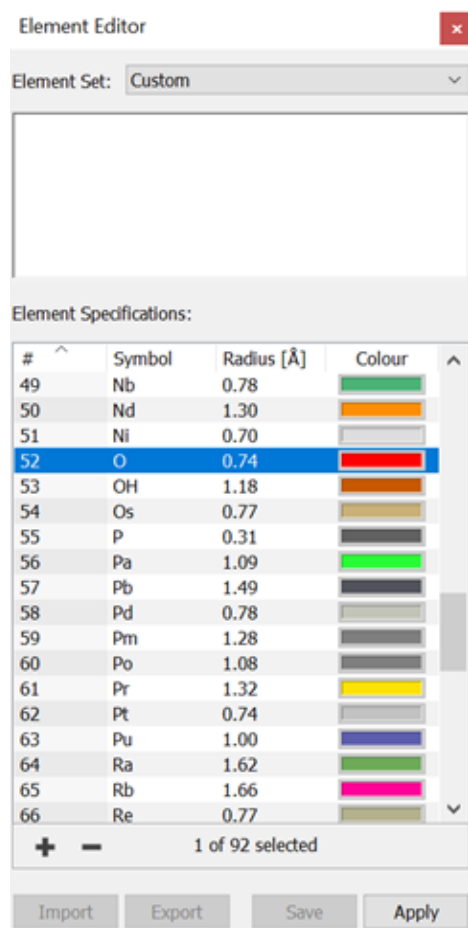 Element Editor
Element Set: Custom
Element Specifications:
# Symbol Radius [Å] Colour
49 Nb 0.78
50 Nd 1.30
51 Ni 0.70
52 O 0.74
53 OH 1.18
54 Os 0.77
55 P 0.31
56 Pa 1.09
57 Pb 1.49
58 Pd 0.78
59 Pm 1.28
60 Po 1.08
61 Pr 1.32
62 Pt 0.74
63 Pu 1.00
64 Ra 1.62
65 Rb 1.66
66 Re 0.77
1 of 92 selected
Import Export Save Apply